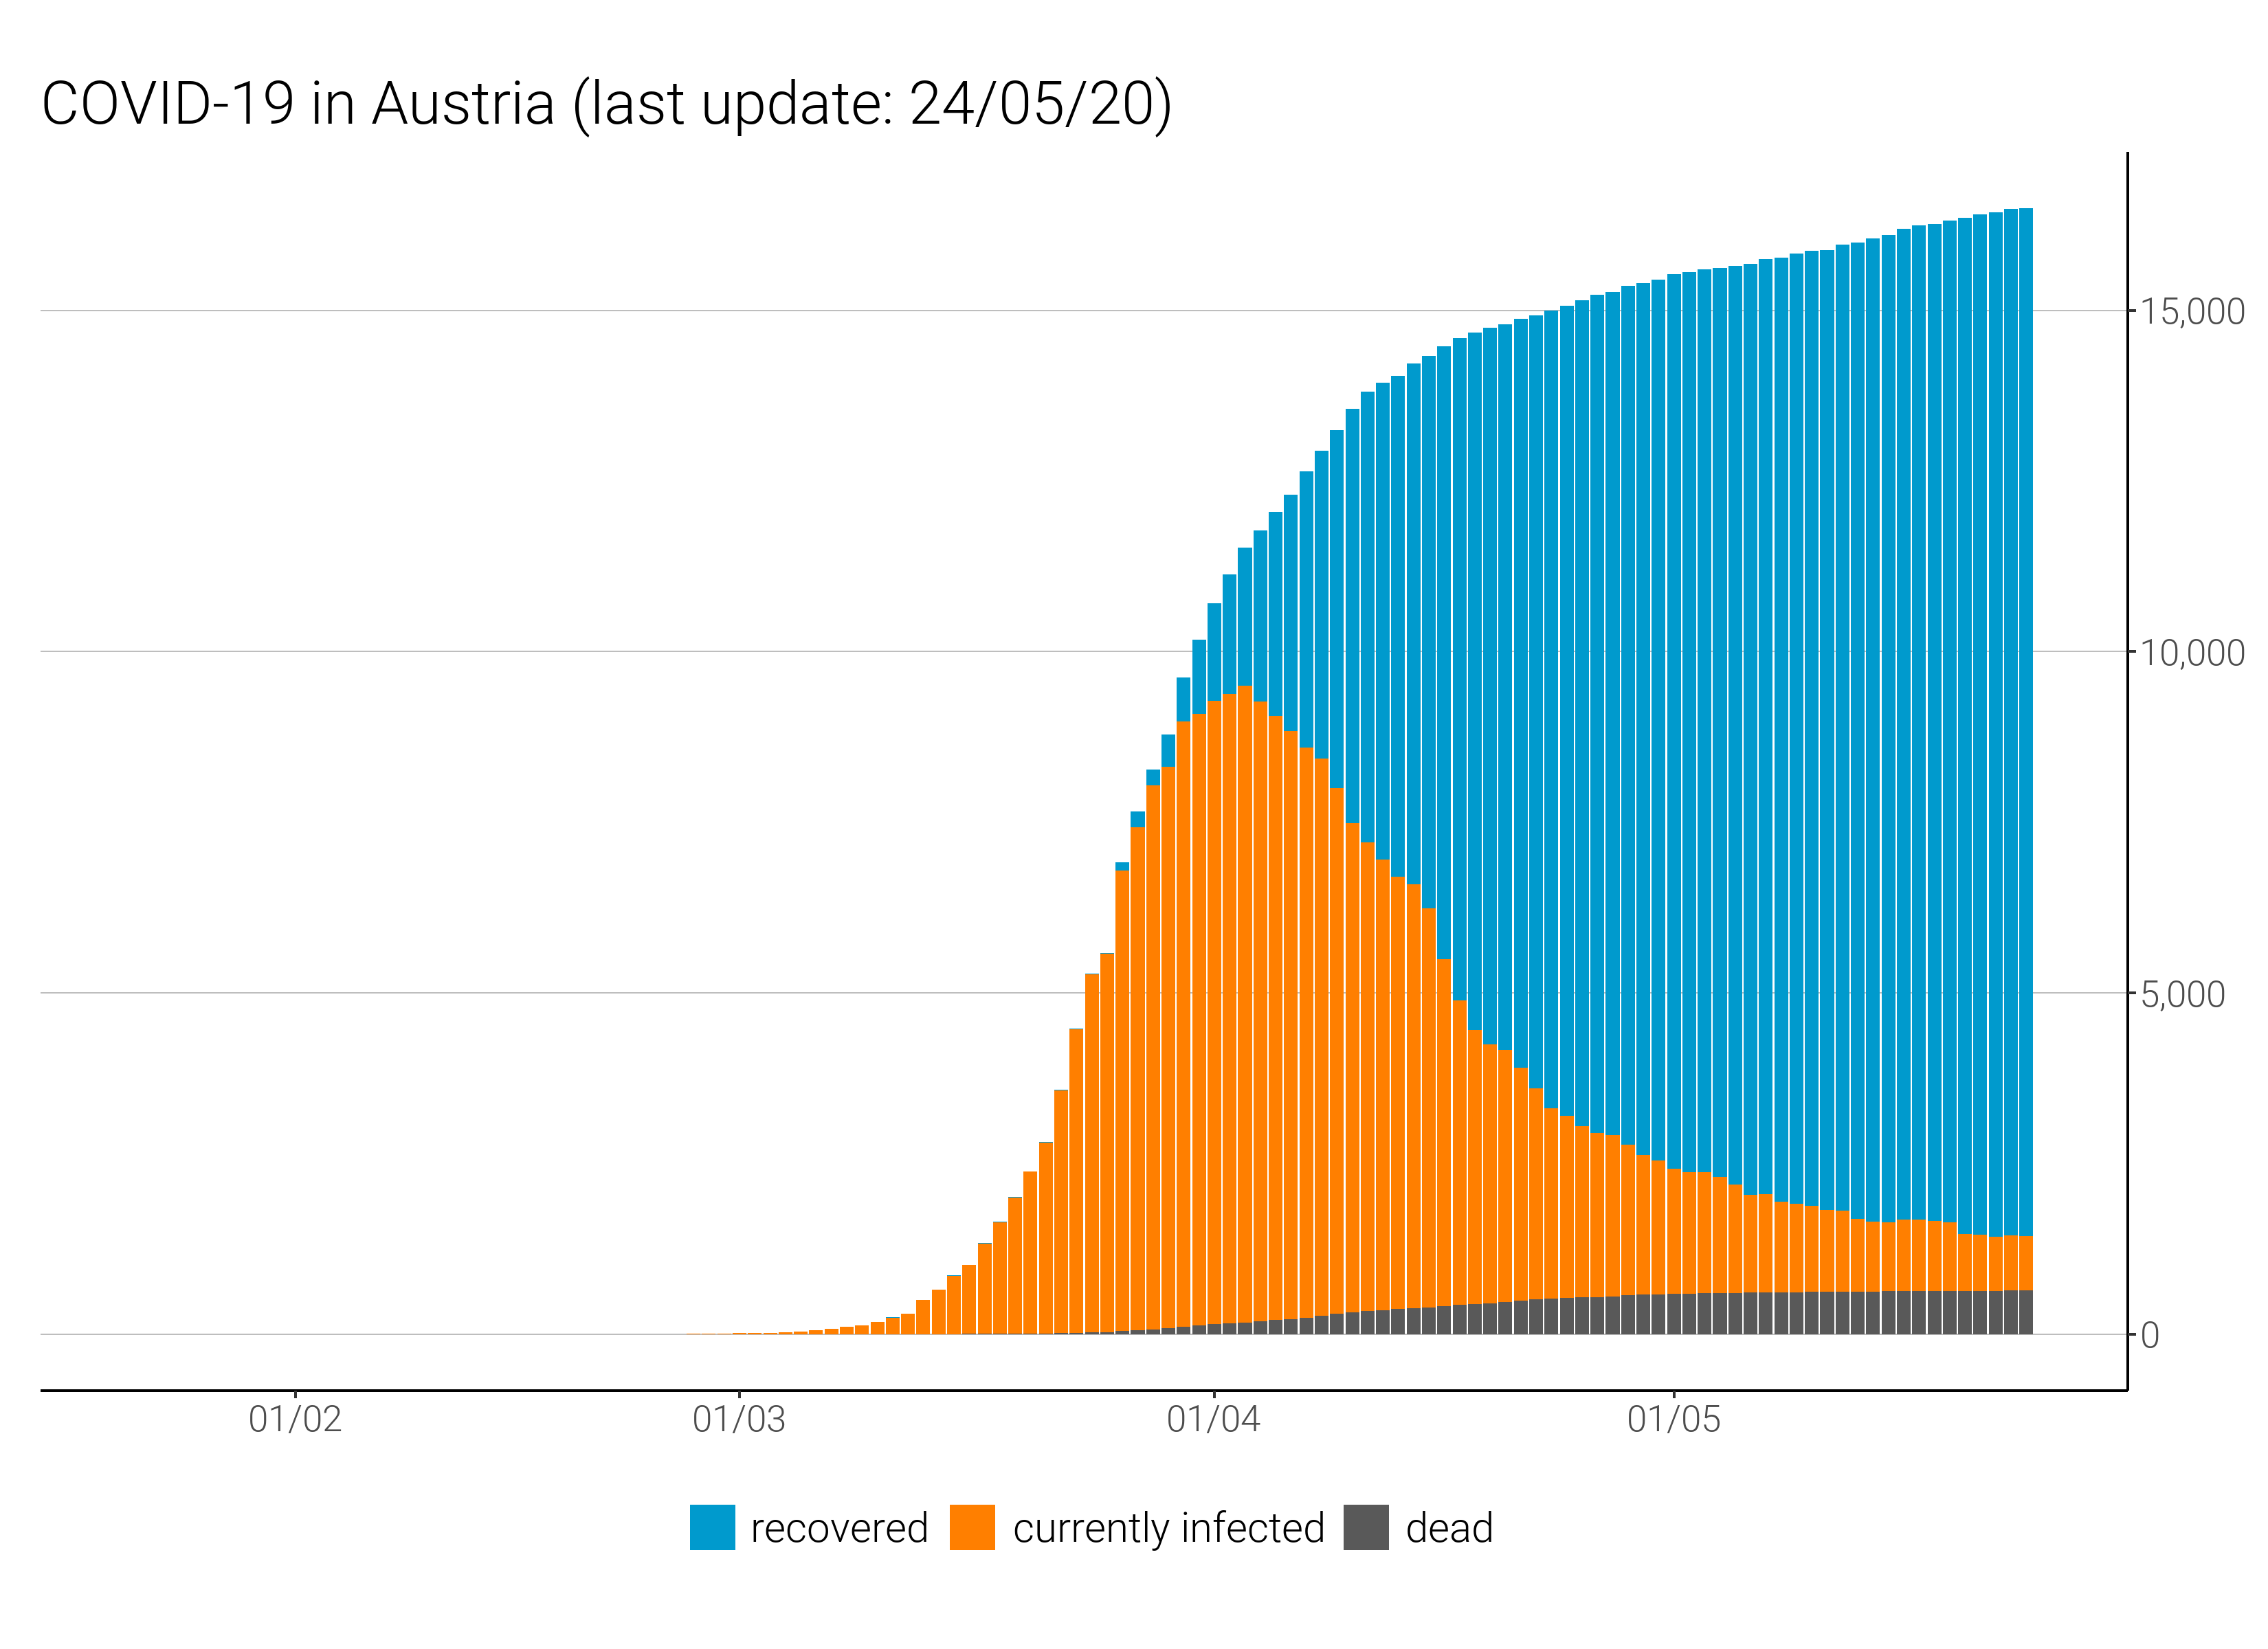 COVID-19 in Austria (last update: 24/05/20)
15,000
10,000
5,000
0
01/02 01/03 01/04 01/05
recovered currently infected dead